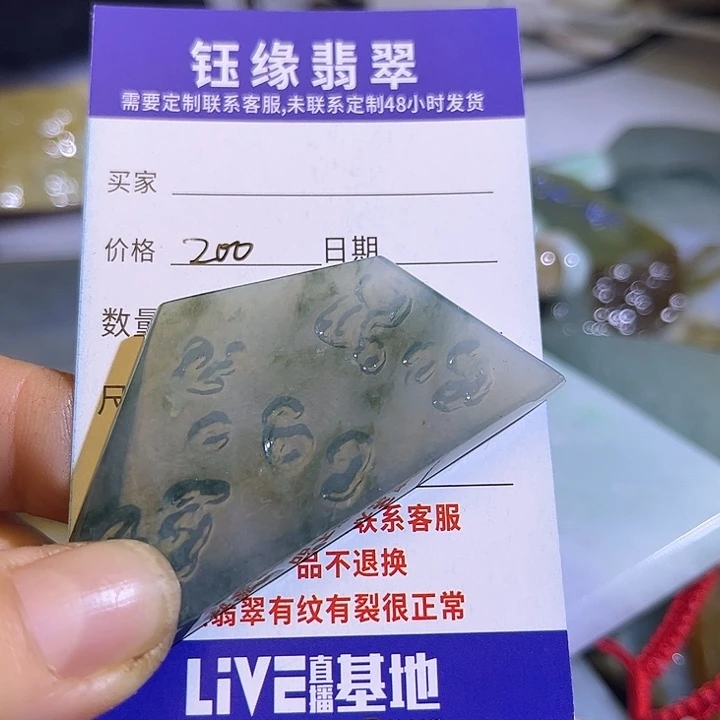 钰缘翡翠
需要定制联系客服,未联系定制48小时发货
买家
价格 200 日期
数量
尺
联系客服
品不退换
翡翠有纹有裂很正常
LiVE直播基地